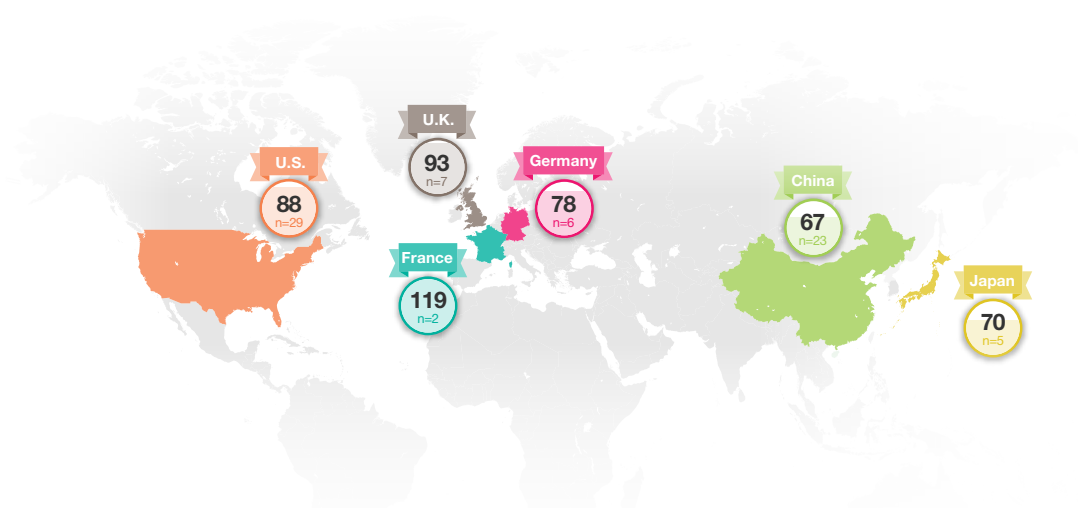 U.K.
93
n=7
U.S.
88
n=29
Germany
78
n=6
China
67
n=23
France
119
n=2
Japan
70
n=5